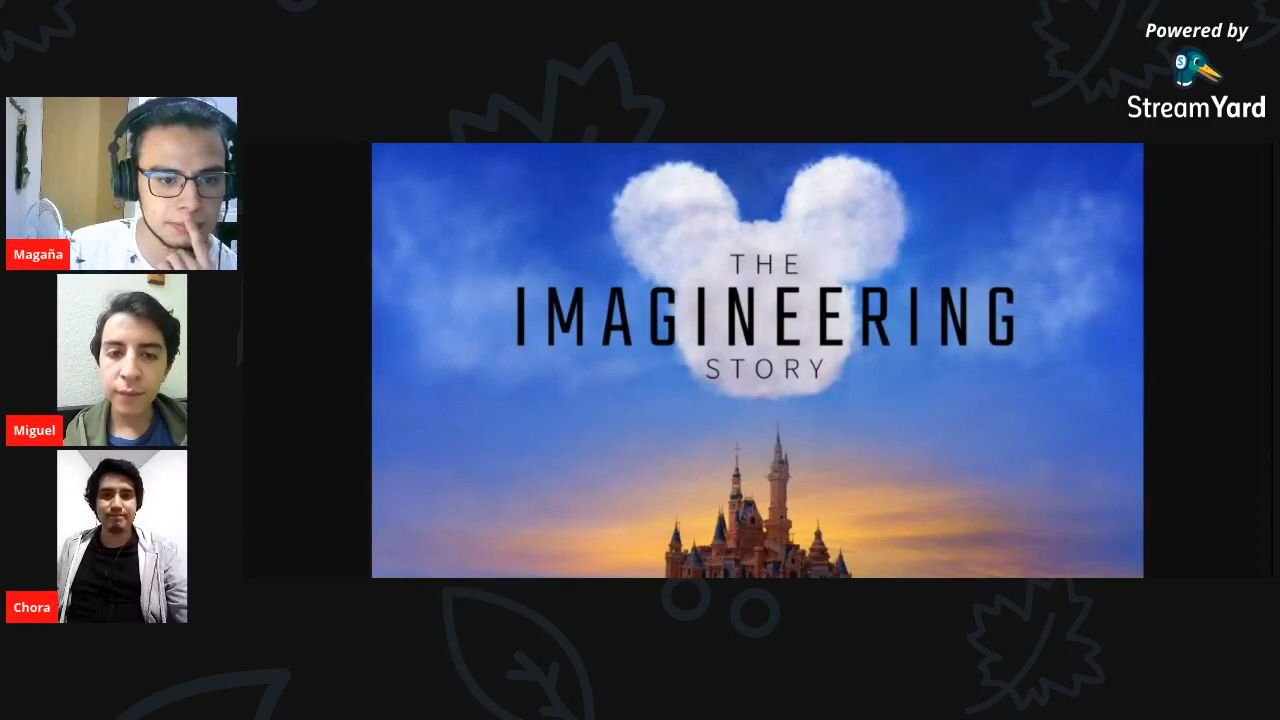 Powered by
StreamYard
Magaña
Miguel
Chora
THE
IMAGINEERING
STORY